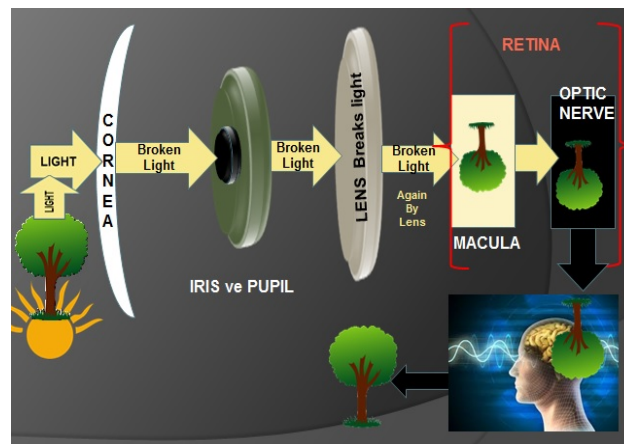 RETINA
OPTIC
NERVE
CORNEA
LIGHT
LIGHT
Broken
Light
Broken
Light
LENS Breaks light
Broken
Light
Again
By
Lens
MACULA
IRIS ve PUPIL